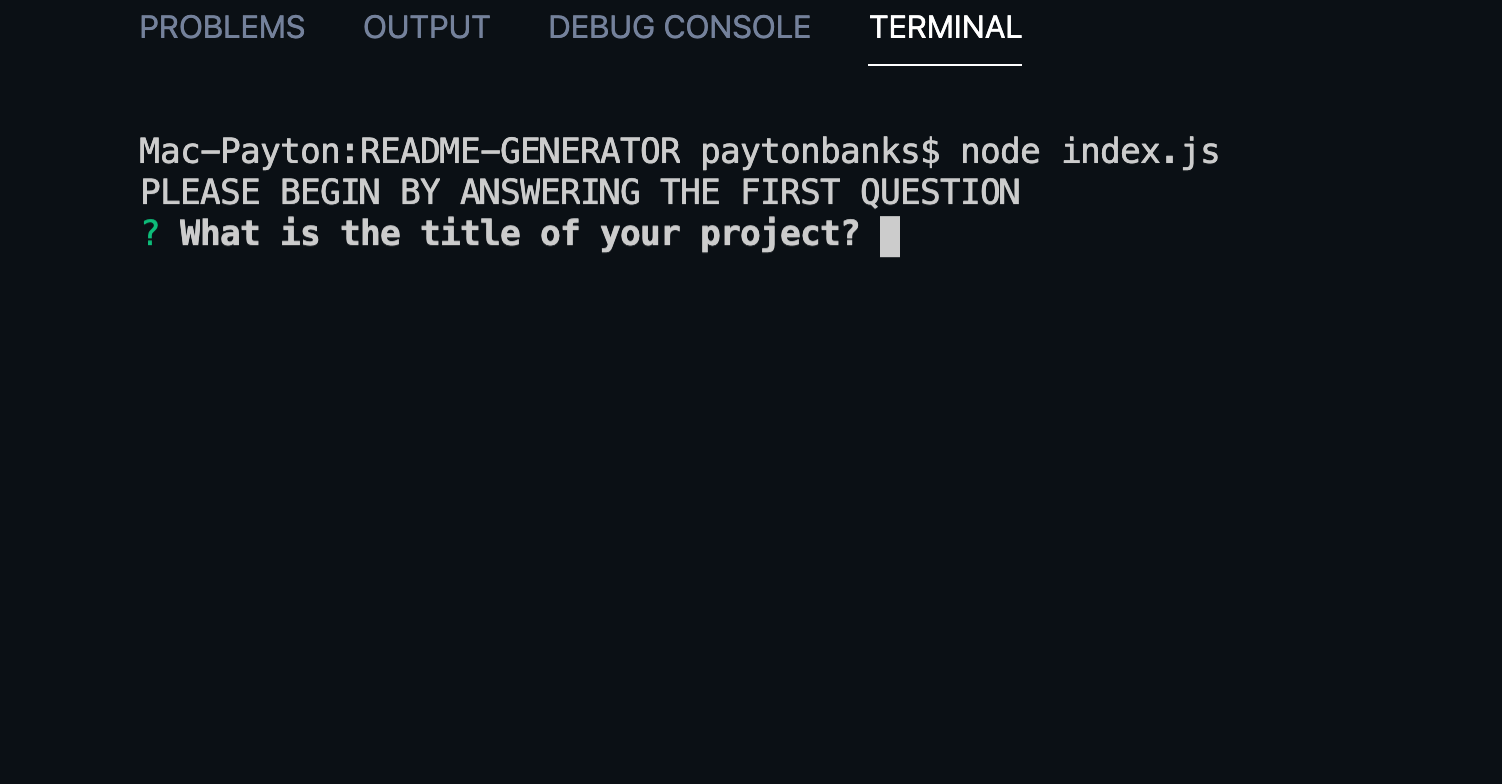 PROBLEMS OUTPUT DEBUG CONSOLE TERMINAL
Mac-Payton:README-GENERATOR paytonbanks$ node index.js
PLEASE BEGIN BY ANSWERING THE FIRST QUESTION
? What is the title of your project?